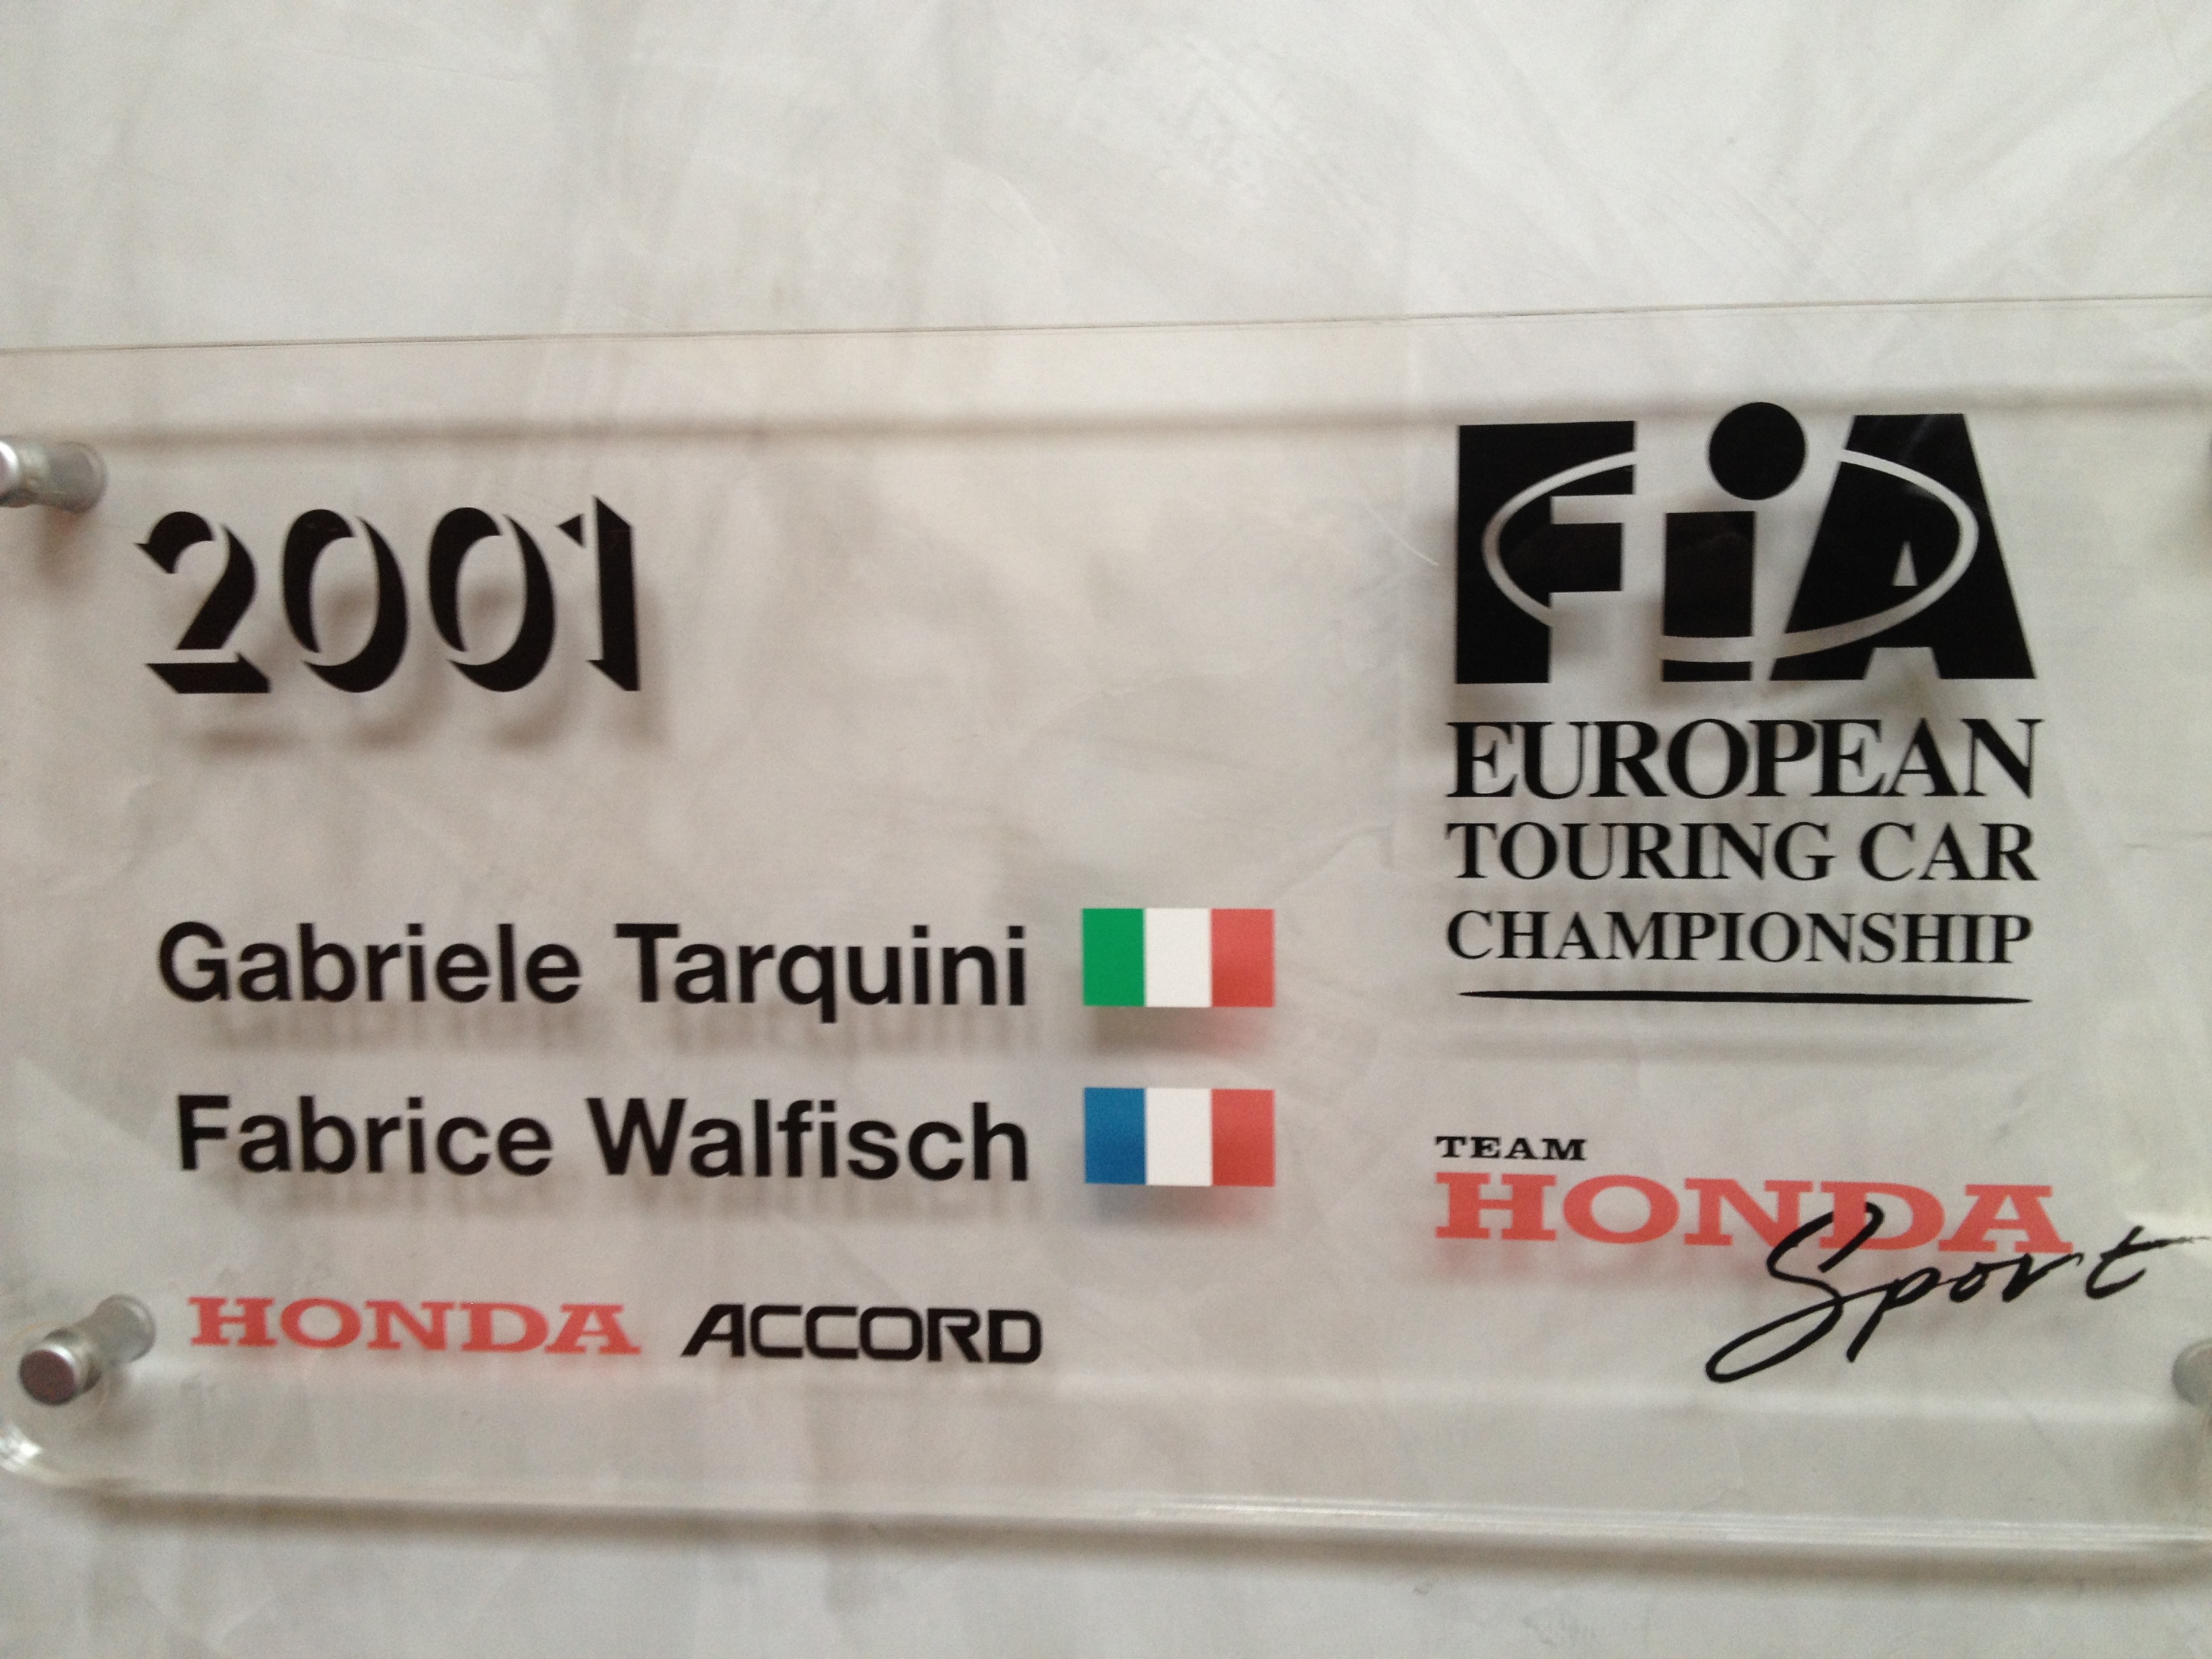 2001
Gabriele Tarquini
Fabrice Walfisch
HONDA ACCORD
FiA
EUROPEAN
TOURING CAR
CHAMPIONSHIP
TEAM
HONDA
Sport